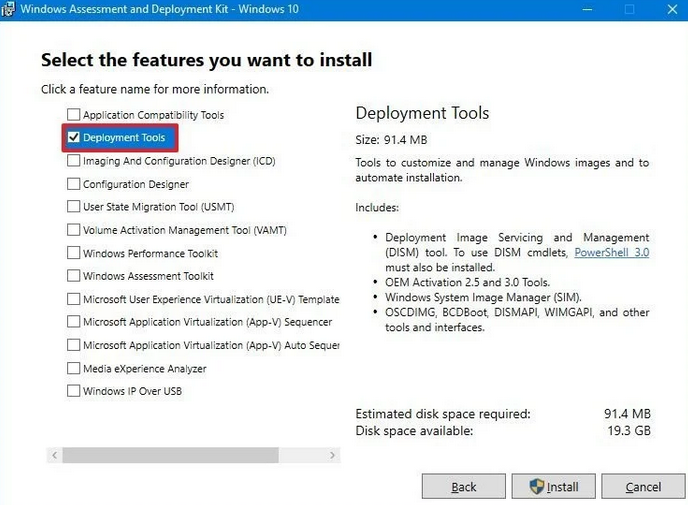 Windows Assessment and Deployment Kit - Windows 10
Select the features you want to install
Click a feature name for more information.
Application Compatibility Tools
Deployment Tools
Imaging And Configuration Designer (ICD)
Configuration Designer
User State Migration Tool (USMT)
Volume Activation Management Tool (VAMT)
Windows Performance Toolkit
Windows Assessment Toolkit
Microsoft User Experience Virtualization (UE-V) Template
Microsoft Application Virtualization (App-V) Sequencer
Microsoft Application Virtualization (App-V) Auto Sequer
Media eXperience Analyzer
Windows IP Over USB
Deployment Tools
Size: 91.4 MB
Tools to customize and manage Windows images and to
automate installation.
Includes:
• Deployment Image Servicing and Management
(DISM) tool. To use DISM cmdlets, PowerShell 3.0
must also be installed.
• OEM Activation 2.5 and 3.0 Tools.
• Windows System Image Manager (SIM).
• OSCDIMG, BCDBoot, DISMAPI, WIMGAPI, and other
tools and interfaces.
Estimated disk space required: 91.4 MB
Disk space available: 19.3 GB
Back Install Cancel